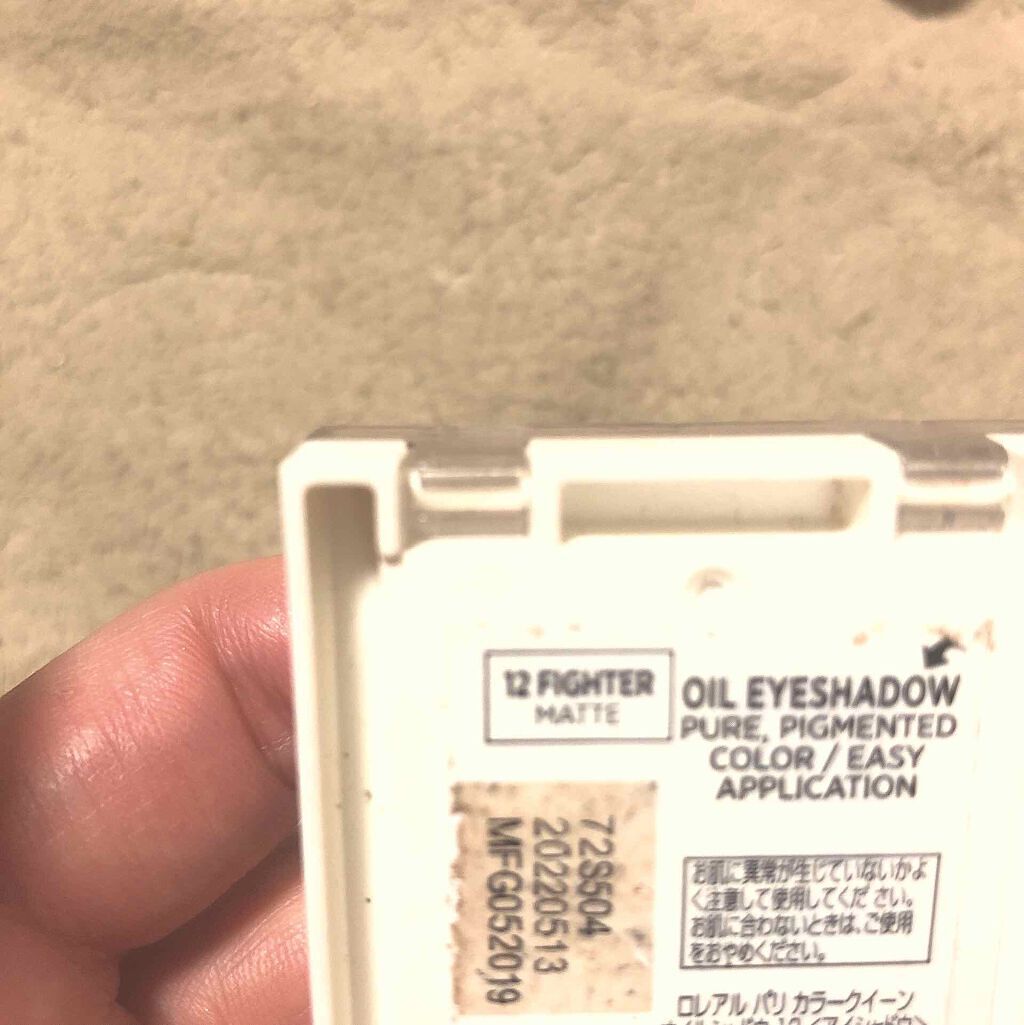 12 FIGHTER
MATTE
OIL EYESHADOW
PURE, PIGMENTED
COLOR / EASY
APPLICATION
72S504
20220513
MFG052019
お肌に異常が生じていないかよ
く注意して使用してくだ さい。
お肌に合わないときは、ご使用
をおやめください。
ロレアル パリ カラークイーン